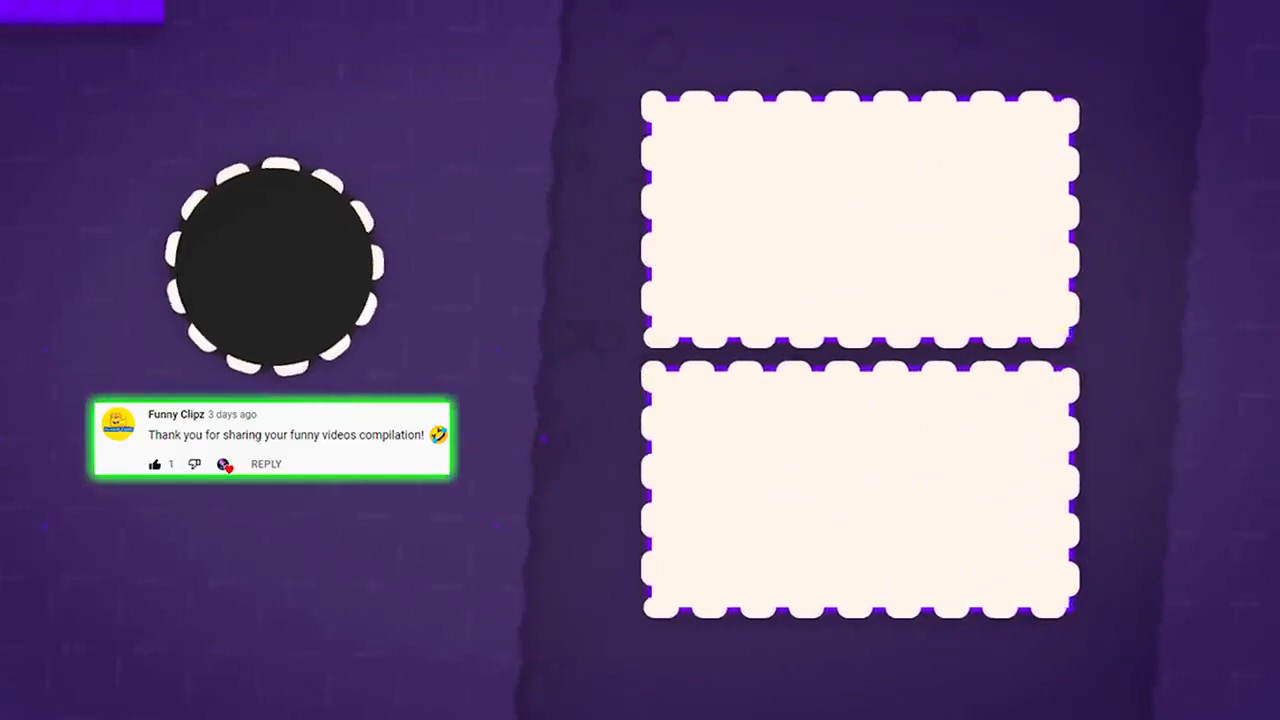 Funny Clipz 3 days ago
Thank you for sharing your funny videos compilation! 🤣
1 REPLY